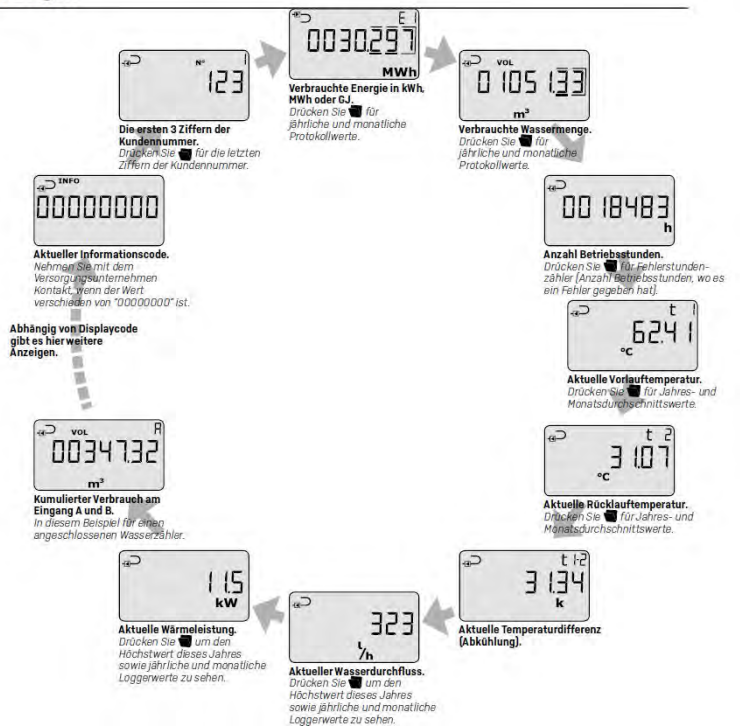 E 1
0030.297
MWh
Verbrauchte Energie in kWh,
MWh oder GJ.
Drücken Sie für
jährliche und monatliche
Protokollwerte.
VOL
01051.33
m³
Verbrauchte Wassermenge.
Drücken Sie für
jährliche und monatliche
Protokollwerte.
0018483
h
Anzahl Betriebsstunden.
Drücken Sie für Fehlerstunden-
zähler (Anzahl Betriebsstunden, wo es
ein Fehler gegeben hat).
t 1
62.41
°C
Aktuelle Vorlauftemperatur.
Drücken Sie für Jahres- und
Monatsdurchschnittswerte.
t 2
31.07
°C
Aktuelle Rücklauftemperatur.
Drücken Sie für Jahres- und
Monatsdurchschnittswerte.
t1-2
31.34
k
Aktuelle Temperaturdifferenz
(Abkühlung).
323
l/h
Aktueller Wasserdurchfluss.
Drücken Sie um den
Höchstwert dieses Jahres
sowie jährliche und monatliche
Loggerwerte zu sehen.
11.5
kW
Aktuelle Wärmeleistung.
Drücken Sie um den
Höchstwert dieses Jahres
sowie jährliche und monatliche
Loggerwerte zu sehen.
VOL A
00347.32
m³
Kumulierter Verbrauch am
Eingang A und B.
In diesem Beispiel für einen
angeschlossenen Wasserzähler.
Abhängig von Displaycode
gibt es hier weitere
Anzeigen.
INFO
00000000
Aktueller Informationscode.
Nehmen Sie mit dem
Versorgungsunternehmen
Kontakt, wenn der Wert
verschieden von "00000000" ist.
N° 1
123
Die ersten 3 Ziffern der
Kundennummer.
Drücken Sie für die letzten
Ziffern der Kundennummer.